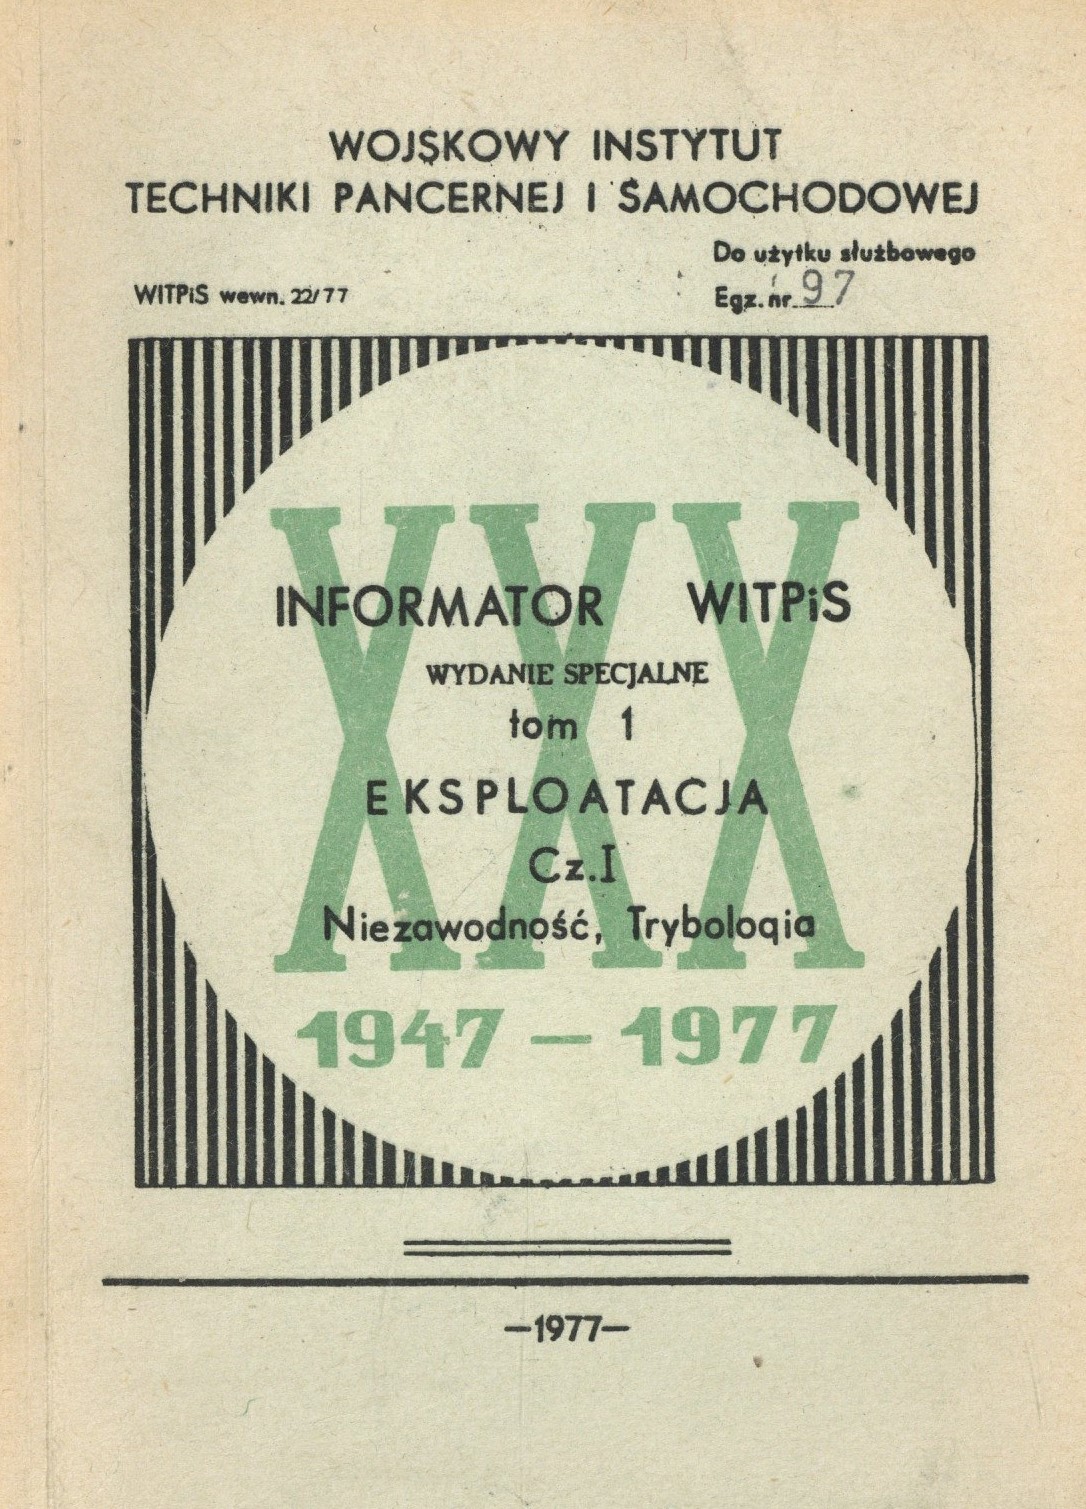 WOJSKOWY INSTYTUT
TECHNIKI PANCERNEJ I SAMOCHODOWEJ
Do użytku służbowego
WITPiS wewn. 22/77
Egz. nr 97
XXX
INFORMATOR WITPiS
WYDANIE SPECJALNE
tom 1
EKSPLOATACJA
Cz. I
Niezawodność, Trybologia
1947 – 1977
–1977–